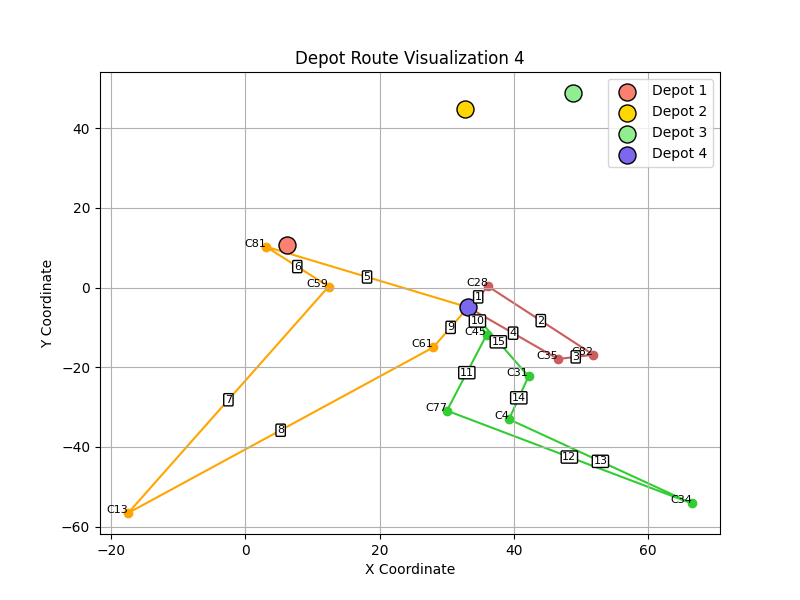 Depot Route Visualization 4
Depot 1
Depot 2
Depot 3
Depot 4
Y Coordinate
40
20
0
−20
−40
−60
C81
6
5
C59
C28
1
2
10
9
4
C45
15
C61
C35
3
C82
11
C31
7
14
C77
C4
8
12
13
C34
C13
−20
0
20
40
60
X Coordinate